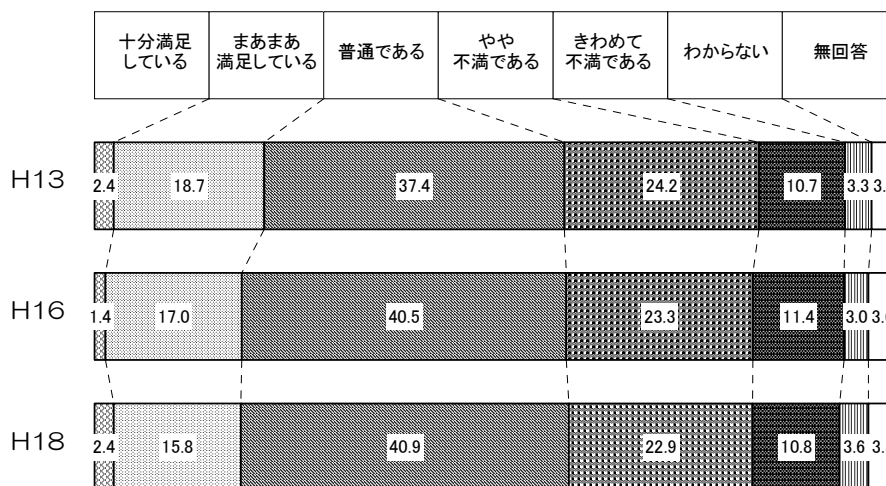 十分満足
している
まあまあ
満足している
普通である
やや
不満である
きわめて
不満である
わからない
無回答
H13
2.4
18.7
37.4
24.2
10.7
3.3
3.
H16
1.4
17.0
40.5
23.3
11.4
3.0
3.
H18
2.4
15.8
40.9
22.9
10.8
3.6
3.